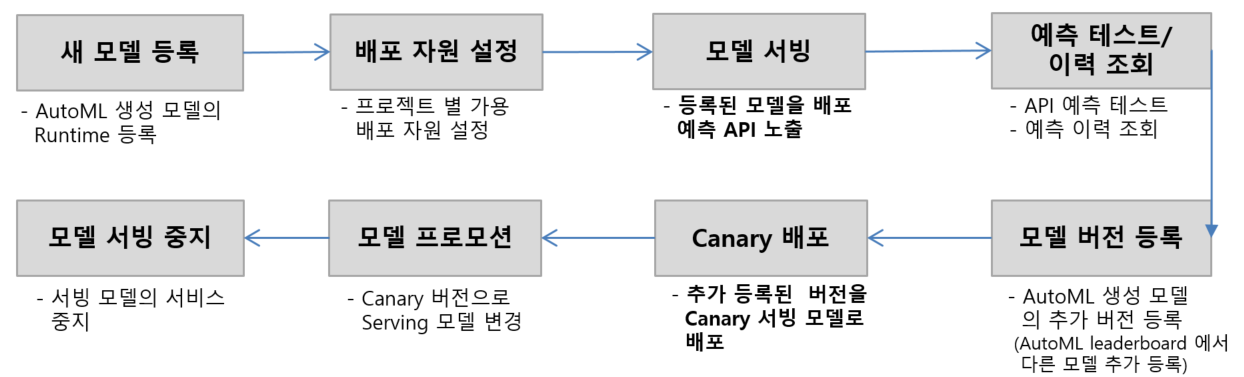 새 모델 등록
- AutoML 생성 모델의
Runtime 등록
배포 자원 설정
- 프로젝트 별 가용
배포 자원 설정
모델 서빙
- 등록된 모델을 배포
예측 API 노출
예측 테스트/
이력 조회
- API 예측 테스트
- 예측 이력 조회
모델 버전 등록
- AutoML 생성 모델
의 추가 버전 등록
(AutoML leaderboard 에서
다른 모델 추가 등록)
Canary 배포
- 추가 등록된 버전을
Canary 서빙 모델로
배포
모델 프로모션
- Canary 버전으로
Serving 모델 변경
모델 서빙 중지
- 서빙 모델의 서비스
중지